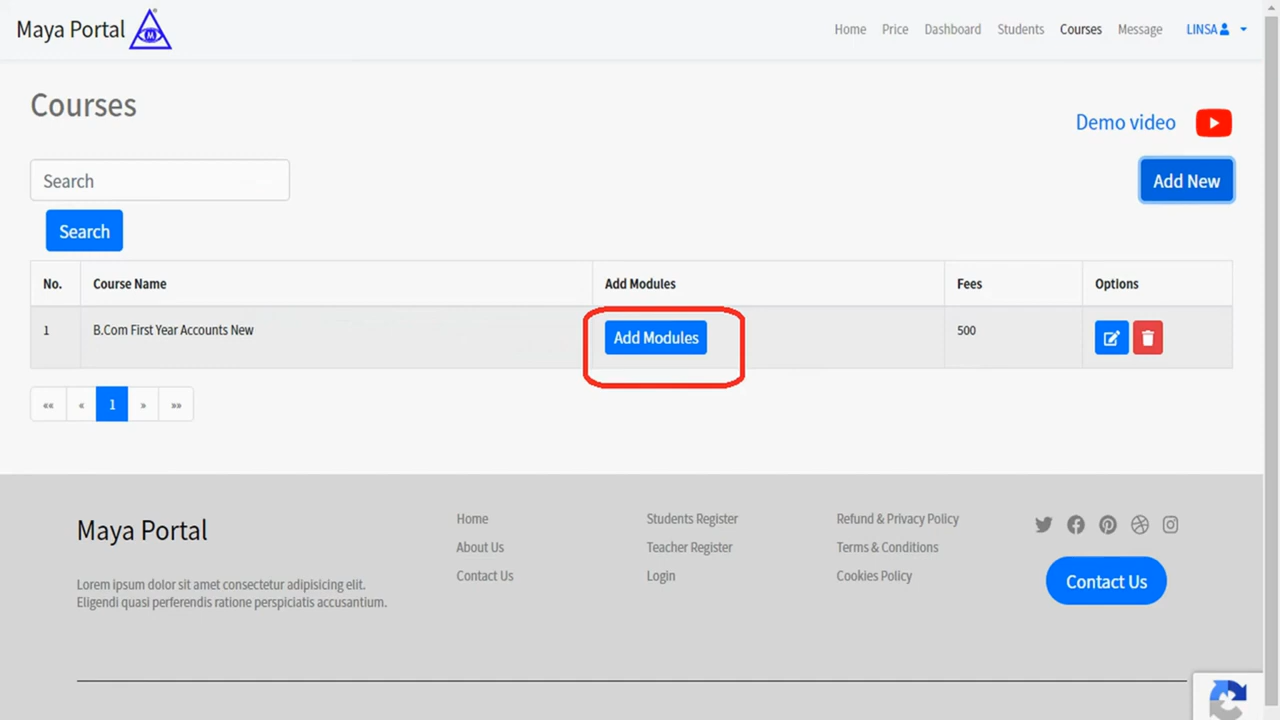 Maya Portal
Home Price Dashboard Students Courses Message LINSA
Courses
Demo video
Search
Add New
Search
No. Course Name Add Modules Fees Options
1 B.Com First Year Accounts New Add Modules 500
«« « 1 » »»
Maya Portal
Lorem ipsum dolor sit amet consectetur adipisicing elit.
Eligendi quasi perferendis ratione perspiciatis accusantium.
Home
About Us
Contact Us
Students Register
Teacher Register
Login
Refund & Privacy Policy
Terms & Conditions
Cookies Policy
Contact Us